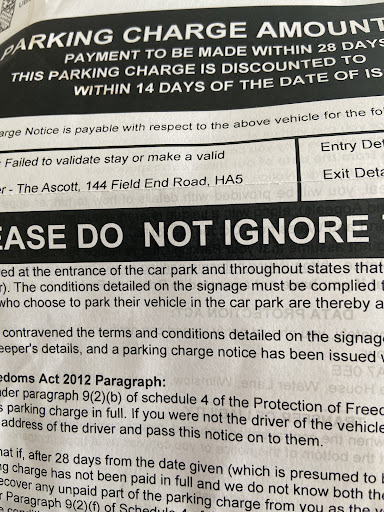 PARKING CHARGE AMOUNT
PAYMENT TO BE MADE WITHIN 28 DAYS
THIS PARKING CHARGE IS DISCOUNTED TO
WITHIN 14 DAYS OF THE DATE OF IS
arge Notice is payable with respect to the above vehicle for the fo
Failed to validate stay or make a valid
Entry Det
r - The Ascott, 144 Field End Road, HA5
Exit Deta
EASE DO NOT IGNORE
ed at the entrance of the car park and throughout states that
r). The conditions detailed on the signage must be complied
who choose to park their vehicle in the car park are thereby a
contravened the terms and conditions detailed on the signag
eeper's details, and a parking charge notice has been issued
edoms Act 2012 Paragraph:
der paragraph 9(2)(b) of schedule 4 of the Protection of Freed
s parking charge in full. If you were not the driver of the vehicle
address of the driver and pass this notice on to them.
at if, after 28 days from the date given (which is presumed to b
ng charge has not been paid in full and we do not know both the
ecover any unpaid part of the parking charge from you as the
r Paragraph 9(2)(f) of Schedule 4